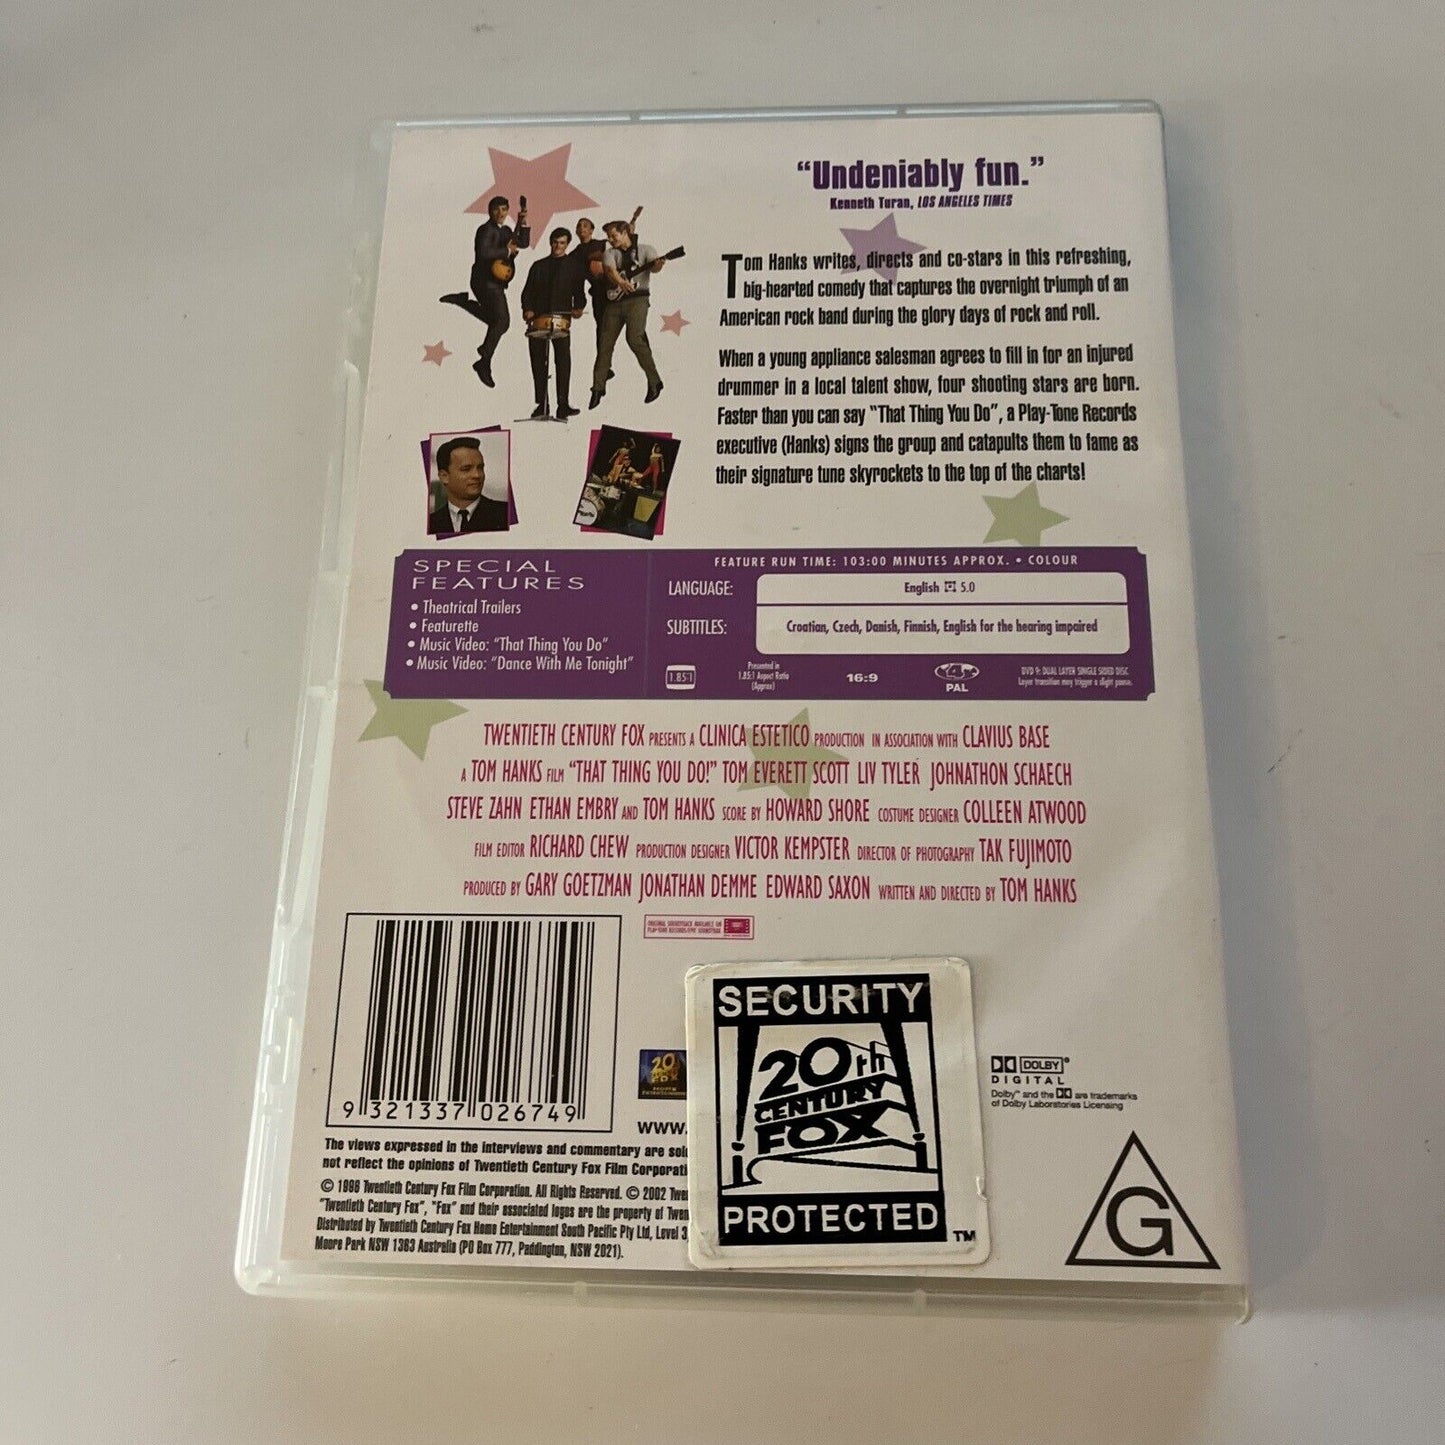 “Undeniably fun.”
Kenneth Turan, LOS ANGELES TIMES
Tom Hanks writes, directs and co-stars in this refreshing,
big-hearted comedy that captures the overnight triumph of an
American rock band during the glory days of rock and roll.
When a young appliance salesman agrees to fill in for an injured
drummer in a local talent show, four shooting stars are born.
Faster than you can say “That Thing You Do”, a Play-Tone Records
executive (Hanks) signs the group and catapults them to fame as
their signature tune skyrockets to the top of the charts!
SPECIAL
FEATURES
• Theatrical Trailers
• Featurette
• Music Video: “That Thing You Do”
• Music Video: “Dance With Me Tonight”
FEATURE RUN TIME: 103:00 MINUTES APPROX. • COLOUR
LANGUAGE: English 5.0
SUBTITLES: Croatian, Czech, Danish, Finnish, English for the hearing impaired
1.85:1
Presented in
1.85:1 Aspect Ratio
(Approx)
16:9
4
PAL
DVD 9: DUAL LAYER SINGLE SIDED DISC
Layer transition may trigger a slight pause.
TWENTIETH CENTURY FOX PRESENTS A CLINICA ESTETICO PRODUCTION IN ASSOCIATION WITH CLAVIUS BASE
A TOM HANKS FILM “THAT THING YOU DO!” TOM EVERETT SCOTT LIV TYLER JOHNATHON SCHAECH
STEVE ZAHN ETHAN EMBRY AND TOM HANKS SCORE BY HOWARD SHORE COSTUME DESIGNER COLLEEN ATWOOD
FILM EDITOR RICHARD CHEW PRODUCTION DESIGNER VICTOR KEMPSTER DIRECTOR OF PHOTOGRAPHY TAK FUJIMOTO
PRODUCED BY GARY GOETZMAN JONATHAN DEMME EDWARD SAXON WRITTEN AND DIRECTED BY TOM HANKS
ORIGINAL SOUNDTRACK AVAILABLE ON
PLAY-TONE RECORDS/EPIC SOUNDTRAX
9 321337 026749
20
FOX
www.
SECURITY
20th
CENTURY
FOX
PROTECTED
TM
DOLBY
DIGITAL
Dolby™ and the are trademarks
of Dolby Laboratories Licensing
The views expressed in the interviews and commentary are sol
not reflect the opinions of Twentieth Century Fox Film Corporati
© 1996 Twentieth Century Fox Film Corporation. All Rights Reserved. © 2002 Twe
“Twentieth Century Fox”, “Fox” and their associated logos are the property of Twen
Distributed by Twentieth Century Fox Home Entertainment South Pacific Pty Ltd, Level 3,
Moore Park NSW 1363 Australia (PO Box 777, Paddington, NSW 2021).
G